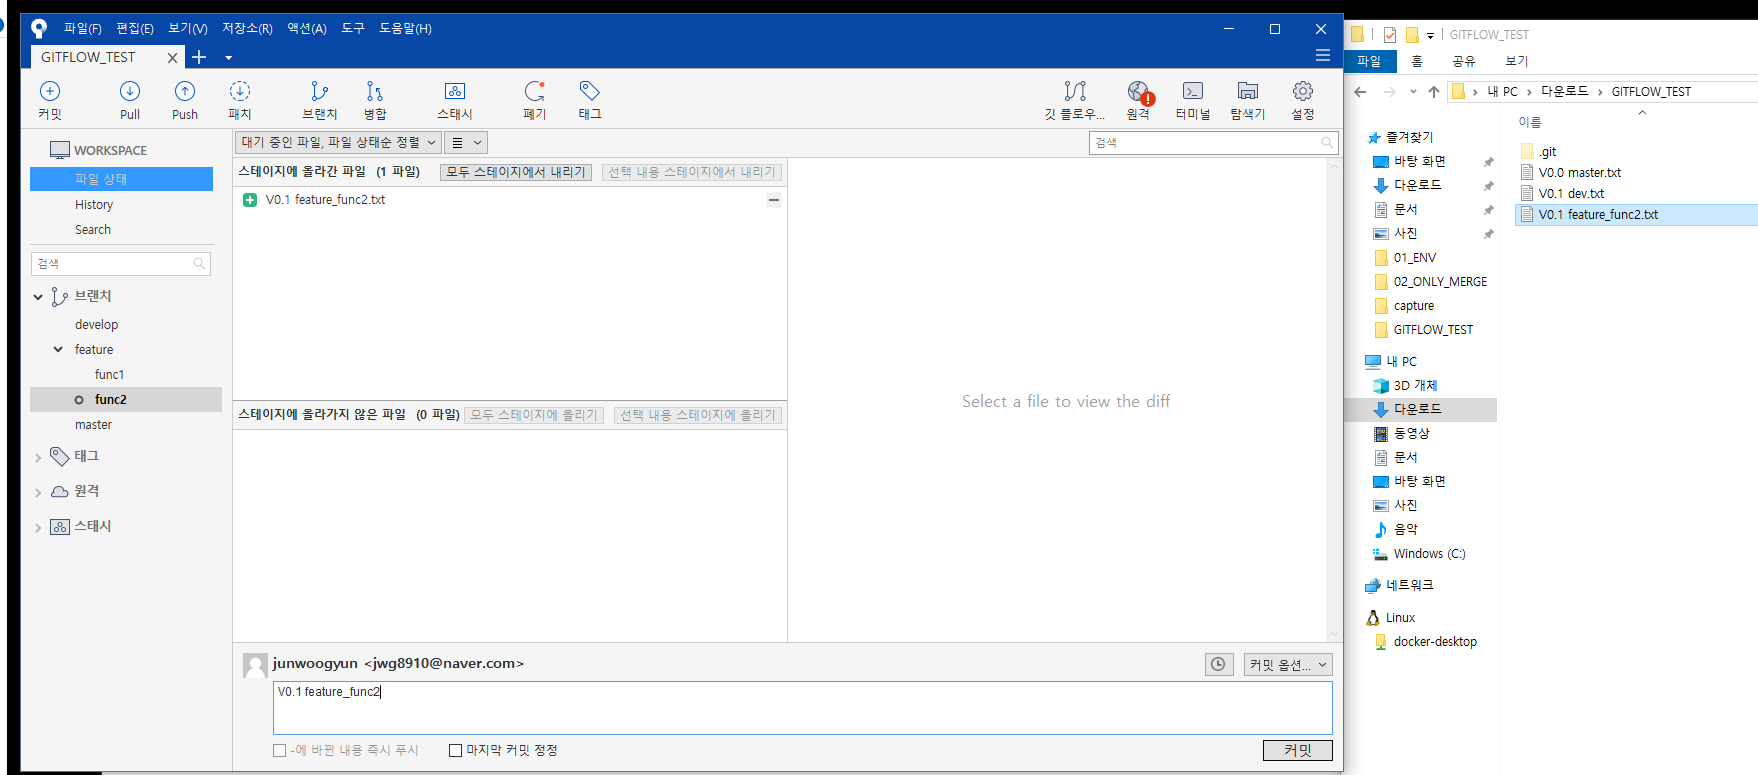 파일(F) 편집(E) 보기(V) 저장소(R) 액션(A) 도구 도움말(H)
GITFLOW_TEST
커밋 Pull Push 패치 브랜치 병합 스태시 폐기 태그 깃 플로우... 원격 터미널 탐색기 설정
WORKSPACE
파일 상태
History
Search
검색
브랜치
develop
feature
func1
func2
master
태그
원격
스태시
대기 중인 파일, 파일 상태순 정렬
검색
스테이지에 올라간 파일 (1 파일) 모두 스테이지에서 내리기 선택 내용 스테이지에서 내리기
V0.1 feature_func2.txt
스테이지에 올라가지 않은 파일 (0 파일) 모두 스테이지에 올리기 선택 내용 스테이지에 올리기
Select a file to view the diff
junwoogyun <jwg8910@naver.com>
커밋 옵션...
V0.1 feature_func2
-에 바뀐 내용 즉시 푸시 마지막 커밋 정정 커밋
GITFLOW_TEST
파일 홈 공유 보기
내 PC 다운로드 GITFLOW_TEST
즐겨찾기
바탕 화면
다운로드
문서
사진
01_ENV
02_ONLY_MERGE
capture
GITFLOW_TEST
내 PC
3D 개체
다운로드
동영상
문서
바탕 화면
사진
음악
Windows (C:)
네트워크
Linux
docker-desktop
이름
.git
V0.0 master.txt
V0.1 dev.txt
V0.1 feature_func2.txt